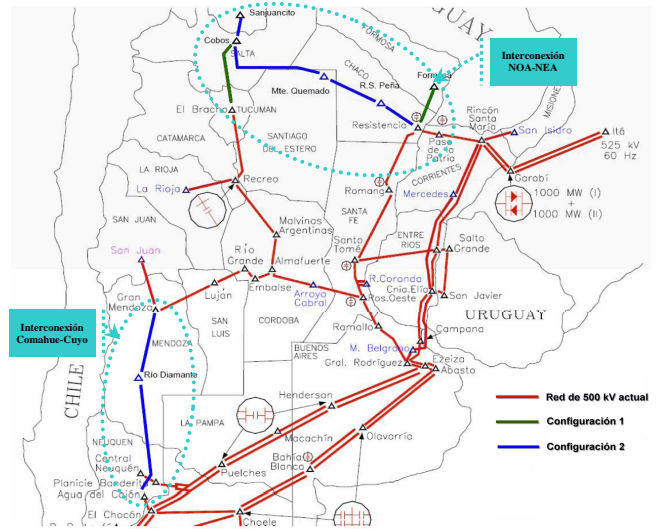 Sanjuancito
Cobos
SALTA
UGUAY
FORMOSA
CHACO
Formosa
Interconexión
NOA-NEA
MISIONES
R.S. Peña
Mte. Quemado
El Bracho
TUCUMAN
Resistencia
Rincón
Santa
María
San Isidro
It6
525 kV
60 Hz
Paso
de
Patria
CATAMARCA
SANTIAGO
DEL ESTERO
CORRIENTES
Garabí
LA RIOJA
La Rioja
Recreo
Romang
Mercedes
1000 MW (I)
+
1000 MW (II)
SAN JUAN
Malvinas
Argentinas
SANTA
FE
ENTRE
RIOS
Salto
Grande
San Juan
Río
Grande
Almafuerte
Santo
Tomé
Embalse
R.Coronda
Cnia.Elía
San Javier
Gran
Mendoza
Luján
Arroyo
Cabral
Ros.Oeste
URUGUAY
Interconexión
Comahue-Cuyo
MENDOZA
SAN
LUIS
CORDOBA
Ramallo
Campana
BUENOS
AIRES
M. Belgrano
Gral. Rodríguez
Ezeiza
Abasto
CHILE
Río Diamante
Henderson
Red de 500 kV actual
LA PAMPA
Configuración 1
NEUQUEN
Macachín
Olavarría
Configuración 2
Central
Neuquén
Bahía
Blanca
Puelches
Planicie Banderita
Agua del Cajón
El Chocón
Choele